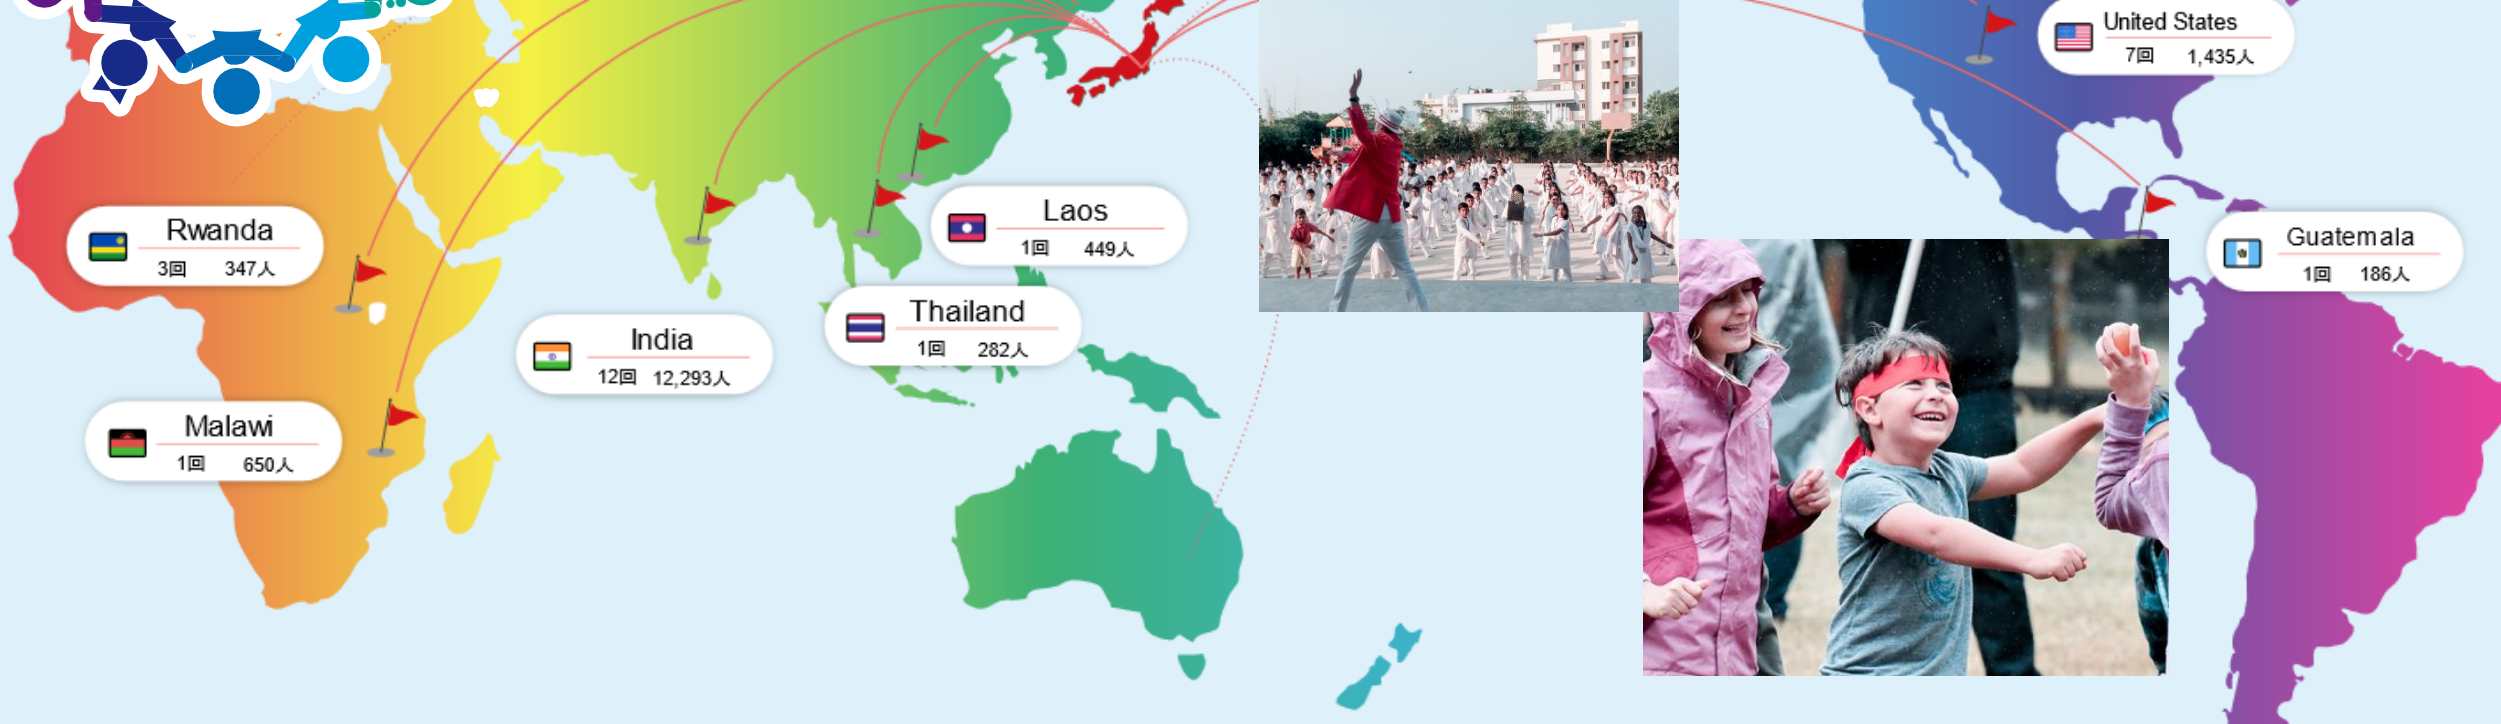 United States
7回 1,435人
Rwanda
3回 347人
Laos
1回 449人
Guatemala
1回 186人
Thailand
1回 282人
India
12回 12,293人
Malawi
1回 650人